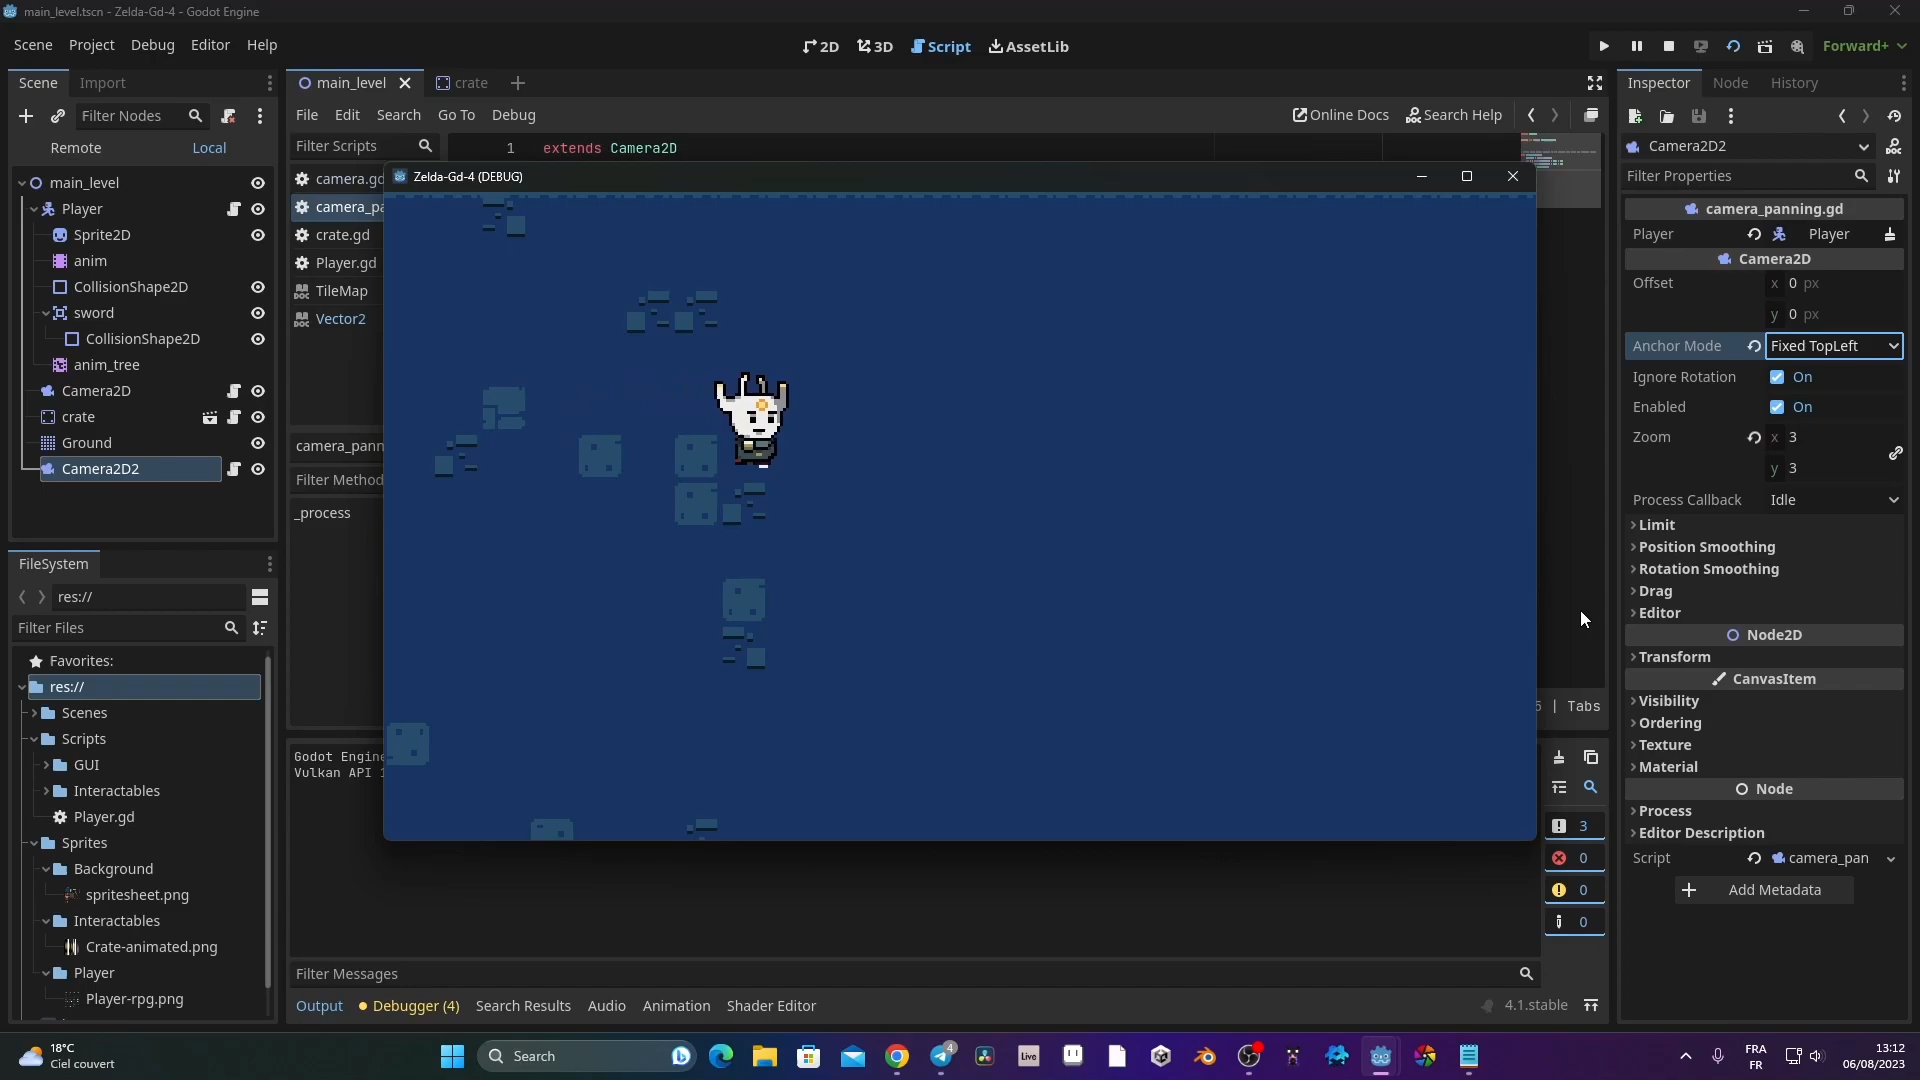 main_level.tscn - Zelda-Gd-4 - Godot Engine
Scene Project Debug Editor Help
2D 3D Script AssetLib
Forward+
Scene Import
main_level crate
Inspector Node History
Filter Nodes
File Edit Search Go To Debug
Online Docs Search Help
Remote Local
Filter Scripts
1 extends Camera2D
Camera2D2
Filter Properties
main_level
Player
Sprite2D
anim
CollisionShape2D
sword
CollisionShape2D
anim_tree
Camera2D
crate
Ground
Camera2D2
camera.gd
camera_pa
crate.gd
Player.gd
TileMap
Vector2
camera_pann
Filter Method
_process
Zelda-Gd-4 (DEBUG)
camera_panning.gd
Player Player
Camera2D
Offset x 0 px
y 0 px
Anchor Mode Fixed TopLeft
Ignore Rotation On
Enabled On
Zoom x 3
y 3
Process Callback Idle
Limit
Position Smoothing
Rotation Smoothing
Drag
Editor
Node2D
Transform
CanvasItem
Visibility
Ordering
Texture
Material
Node
Process
Editor Description
Script camera_pan
Add Metadata
FileSystem
res://
Filter Files
Favorites:
res://
Scenes
Scripts
GUI
Interactables
Player.gd
Sprites
Background
spritesheet.png
Interactables
Crate-animated.png
Player
Player-rpg.png
5 | Tabs
Godot Engine
Vulkan API 1
3
0
0
0
Filter Messages
Output Debugger (4) Search Results Audio Animation Shader Editor
4.1.stable
18°C
Ciel couvert
Search
4
Live
FRA
FR
13:12
06/08/2023